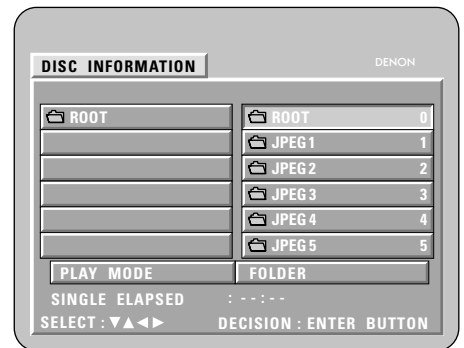 DISC INFORMATION DENON
ROOT ROOT 0
JPEG1 1
JPEG2 2
JPEG3 3
JPEG4 4
JPEG5 5
PLAY MODE FOLDER
SINGLE ELAPSED : --:--
SELECT : ▼▲◄► DECISION : ENTER BUTTON